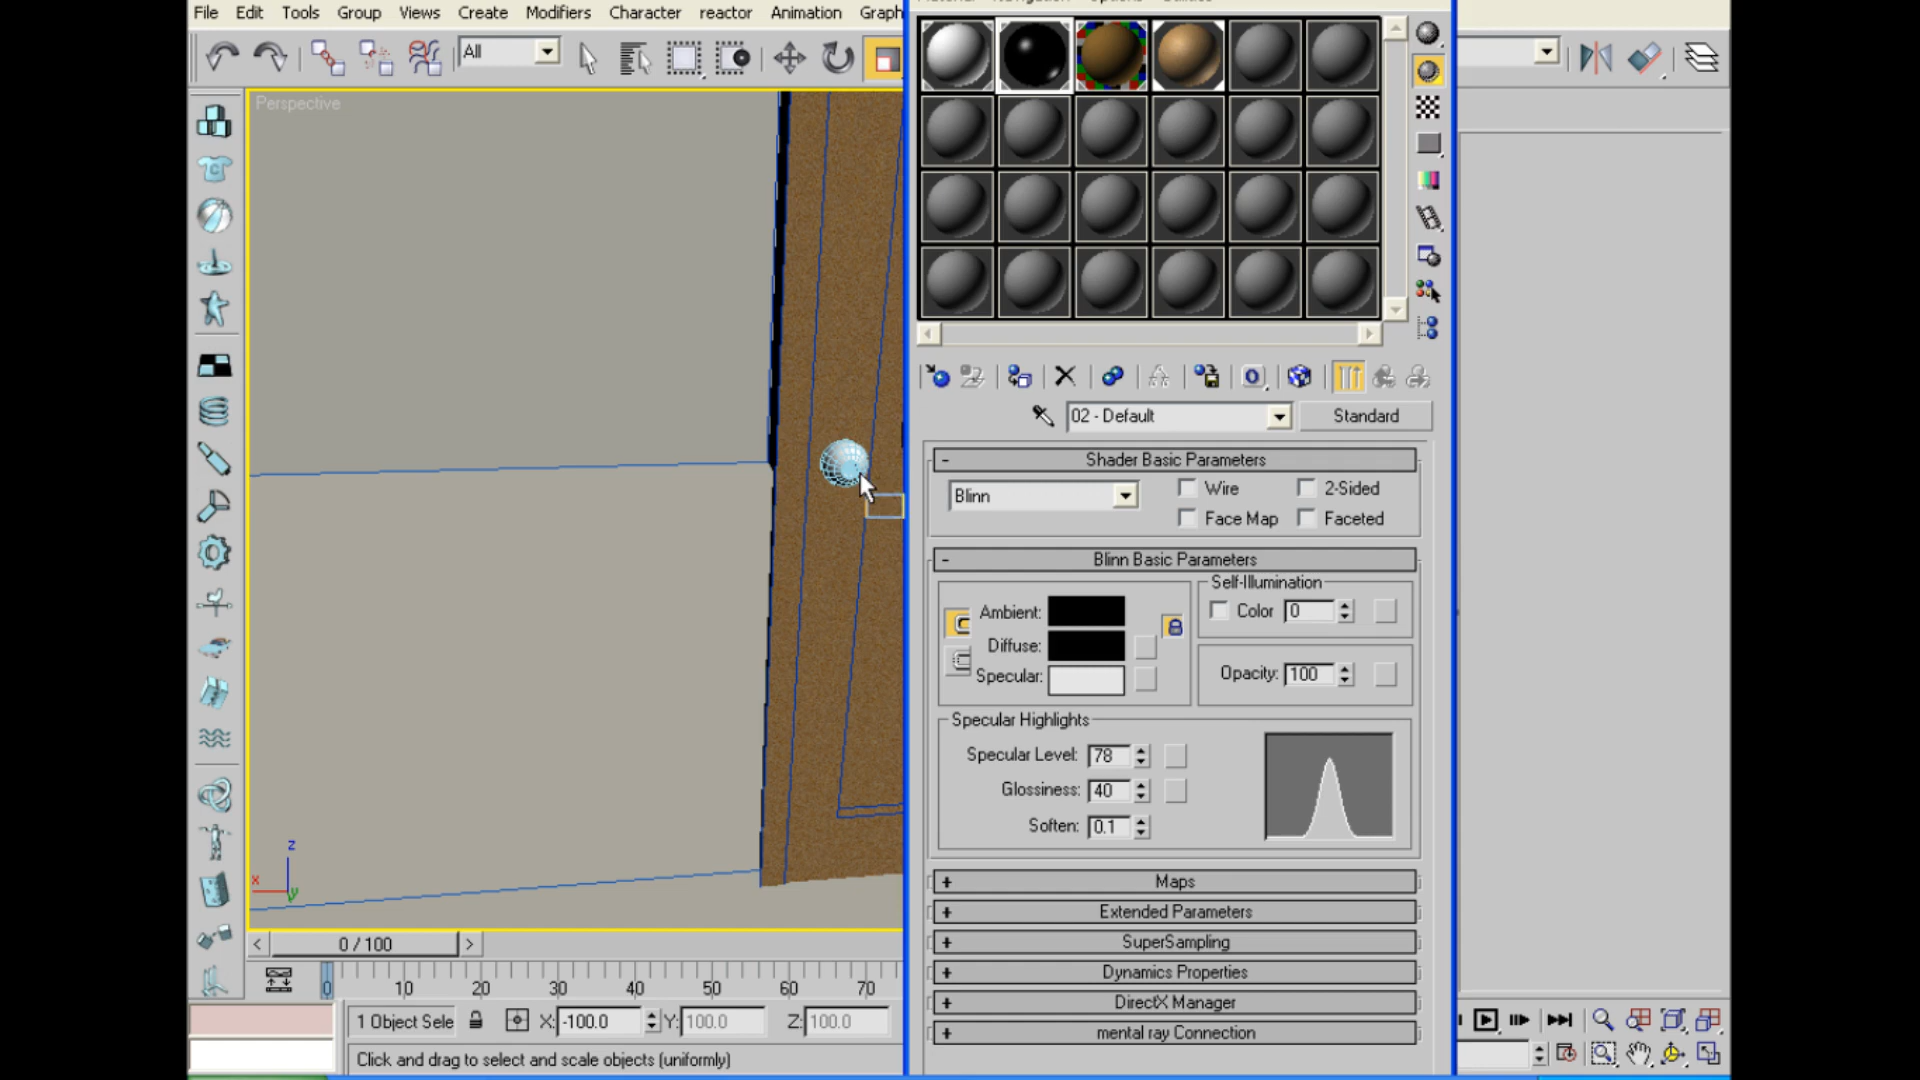 File Edit Tools Group Views Create Modifiers Character reactor Animation Graph
All
Perspective
02 - Default Standard
- Shader Basic Parameters
Blinn Wire 2-Sided
Face Map Faceted
- Blinn Basic Parameters
Self-Illumination
Ambient: Color 0
Diffuse:
Specular: Opacity: 100
Specular Highlights
Specular Level: 78
Glossiness: 40
Soften: 0.1
+ Maps
+ Extended Parameters
+ SuperSampling
+ Dynamics Properties
+ DirectX Manager
+ mental ray Connection
z
x
y
< 0 / 100 >
0 10 20 30 40 50 60 70
1 Object Sele X: -100.0 Y: 100.0 Z: 100.0
Click and drag to select and scale objects (uniformly)